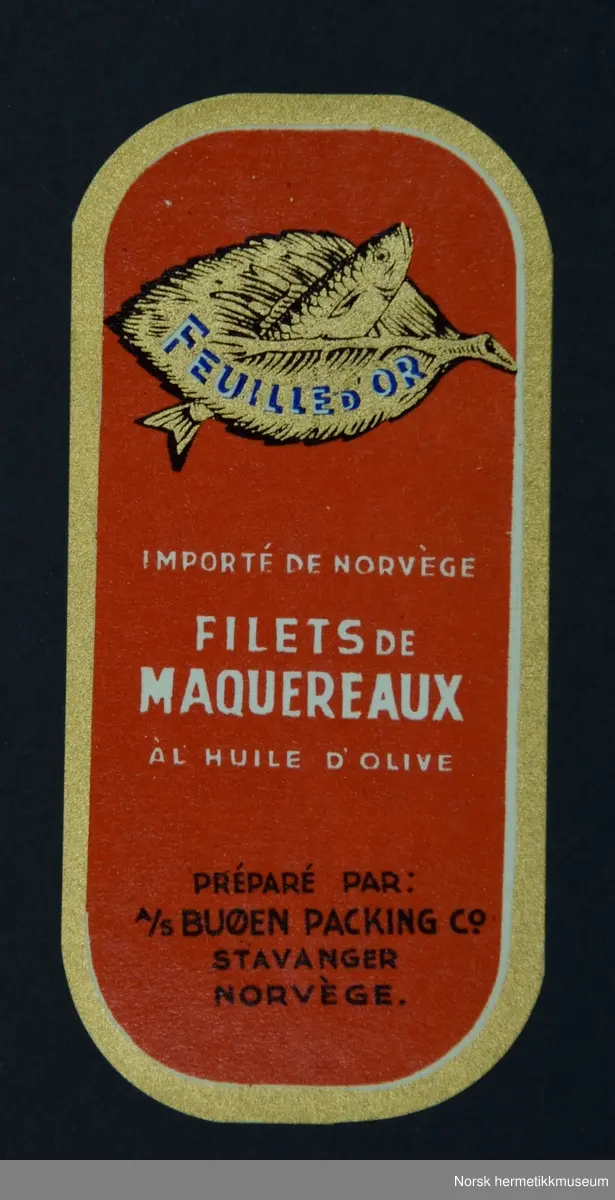 FEUILLE D'OR
IMPORTÉ DE NORVÈGE
FILETS DE
MAQUEREAUX
ÀL HUILE D'OLIVE
PRÉPARÉ PAR:
A/S BUØEN PACKING Co
STAVANGER
NORVÈGE.
Norsk hermetikkmuseum